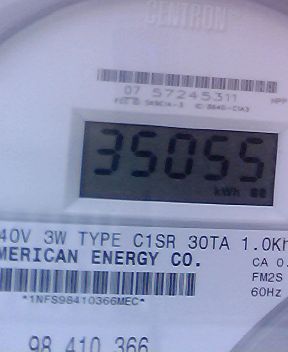 CENTRON
07 57245311
35055
kWh
40V 3W TYPE C1SR 30TA 1.0Kh
MERICAN ENERGY CO.
CA 0.
FM2S
*1NFS98410366MEC*
60Hz
98 410 366